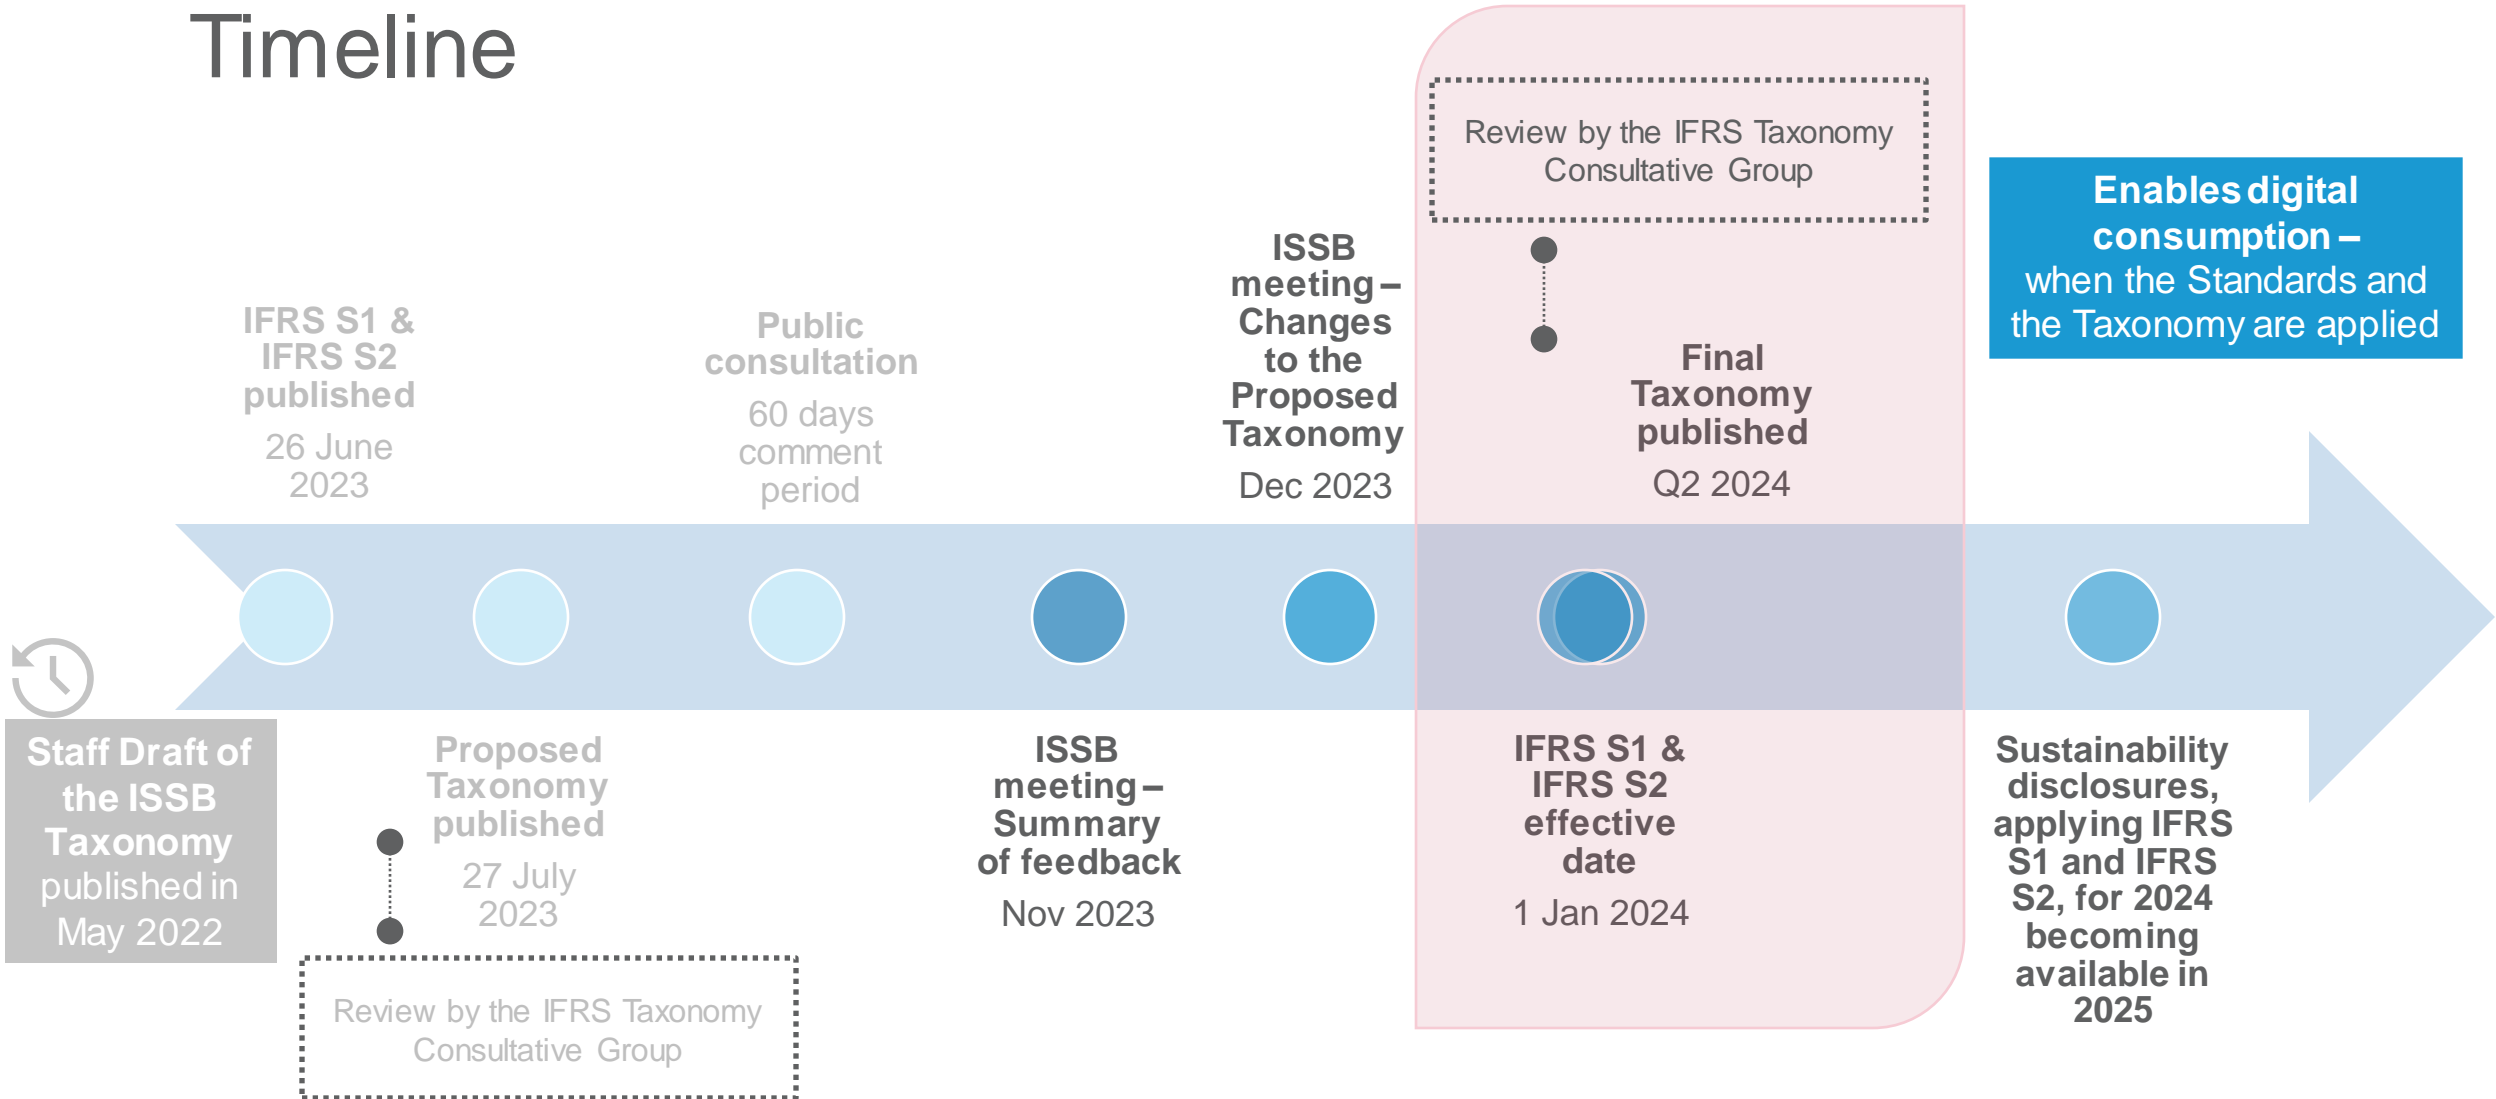 Timeline
Staff Draft of
the ISSB
Taxonomy
published in
May 2022
IFRS S1 &
IFRS S2
published
26 June
2023
Proposed
Taxonomy
published
27 July
2023
Review by the IFRS Taxonomy
Consultative Group
Public
consultation
60 days
comment
period
ISSB
meeting –
Summary
of feedback
Nov 2023
ISSB
meeting –
Changes
to the
Proposed
Taxonomy
Dec 2023
Review by the IFRS Taxonomy
Consultative Group
IFRS S1 &
IFRS S2
effective
date
1 Jan 2024
Final
Taxonomy
published
Q2 2024
Enables digital
consumption –
when the Standards and
the Taxonomy are applied
Sustainability
disclosures,
applying IFRS
S1 and IFRS
S2, for 2024
becoming
available in
2025